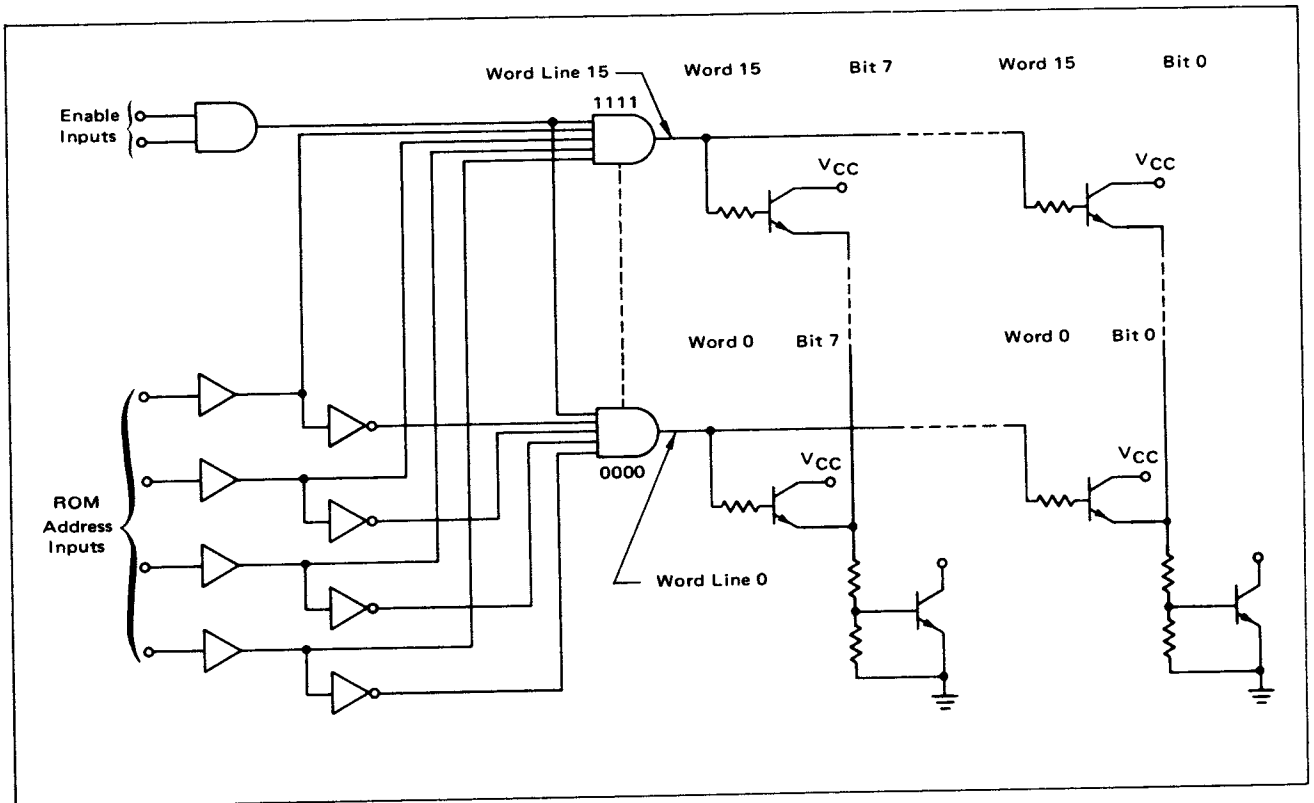 Word Line 15
Word 15
Bit 7
Word 15
Bit 0
Enable
Inputs
1111
VCC
VCC
Word 0
Bit 7
Word 0
Bit 0
0000
VCC
VCC
ROM
Address
Inputs
Word Line 0